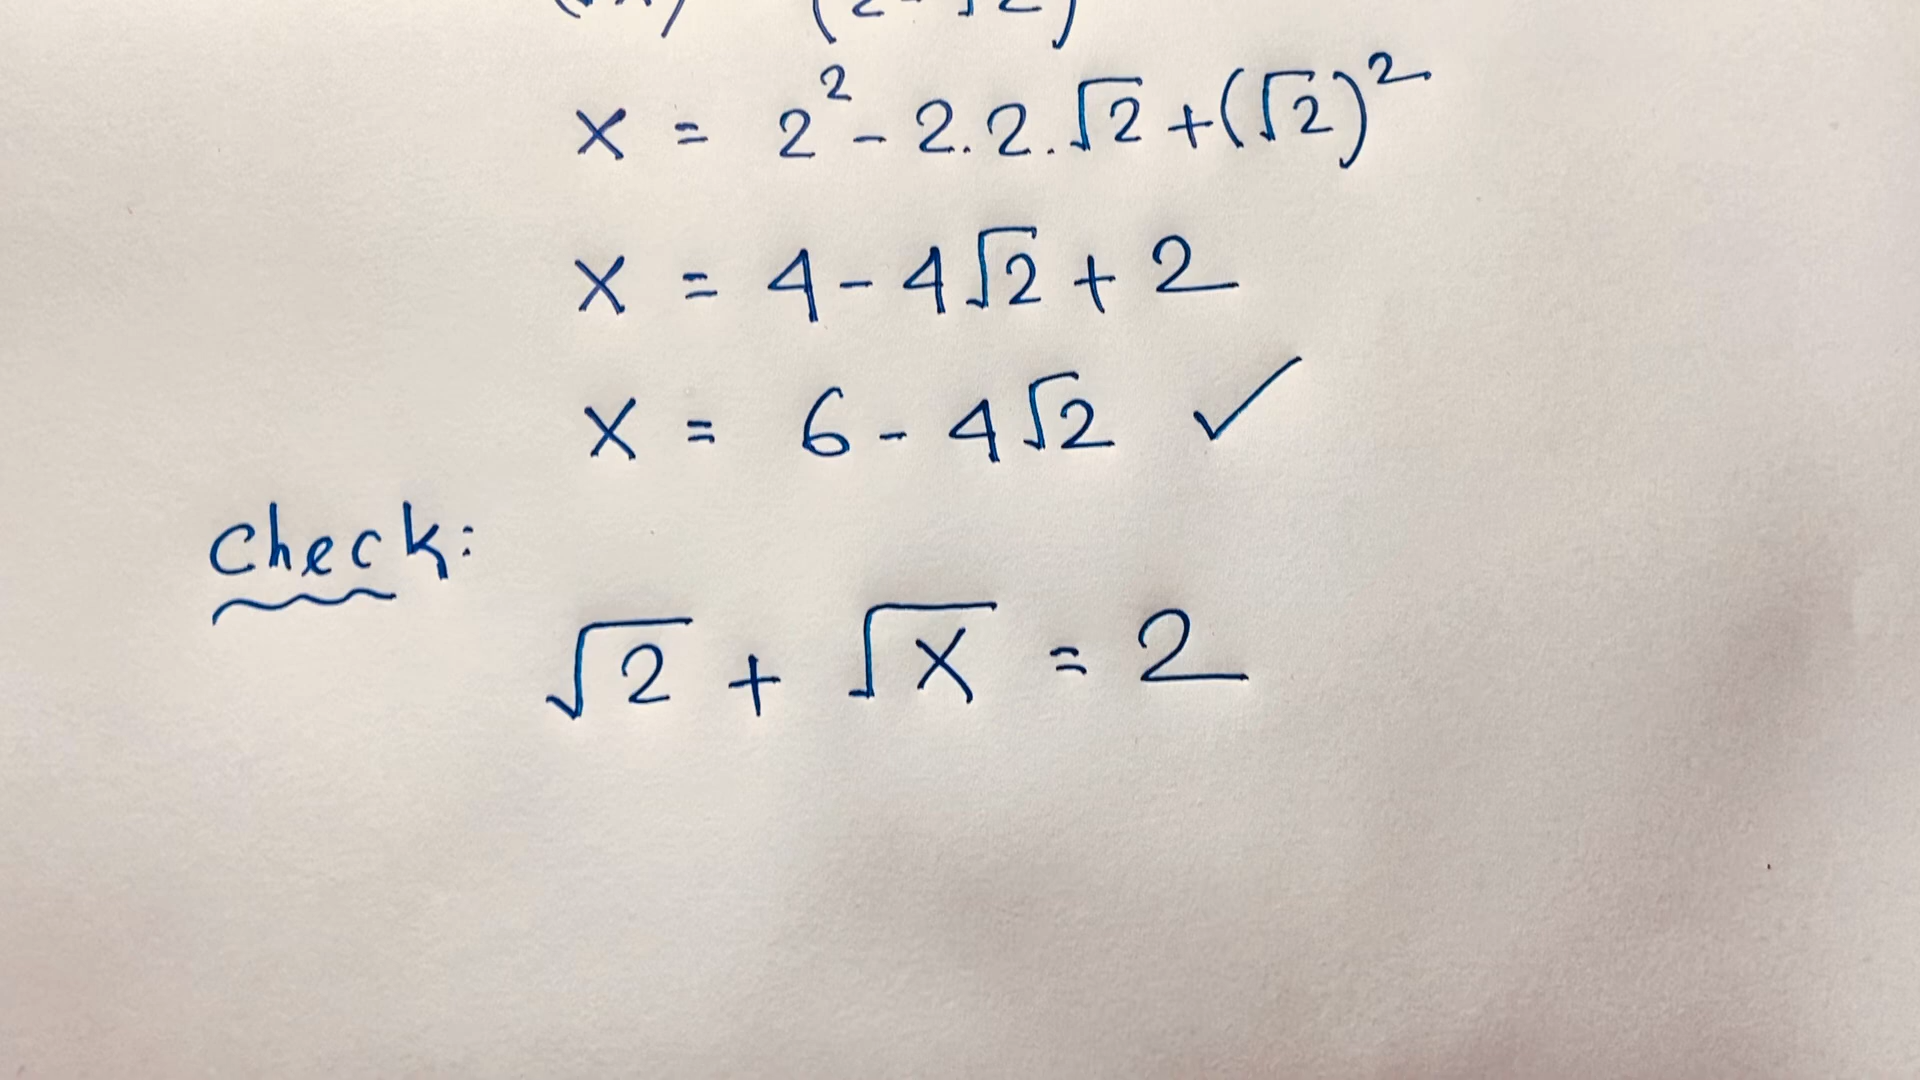 x = 2² - 2.2.√2 + (√2)²
x = 4 - 4√2 + 2
x = 6 - 4√2 ✓
Check:
√2 + √x = 2